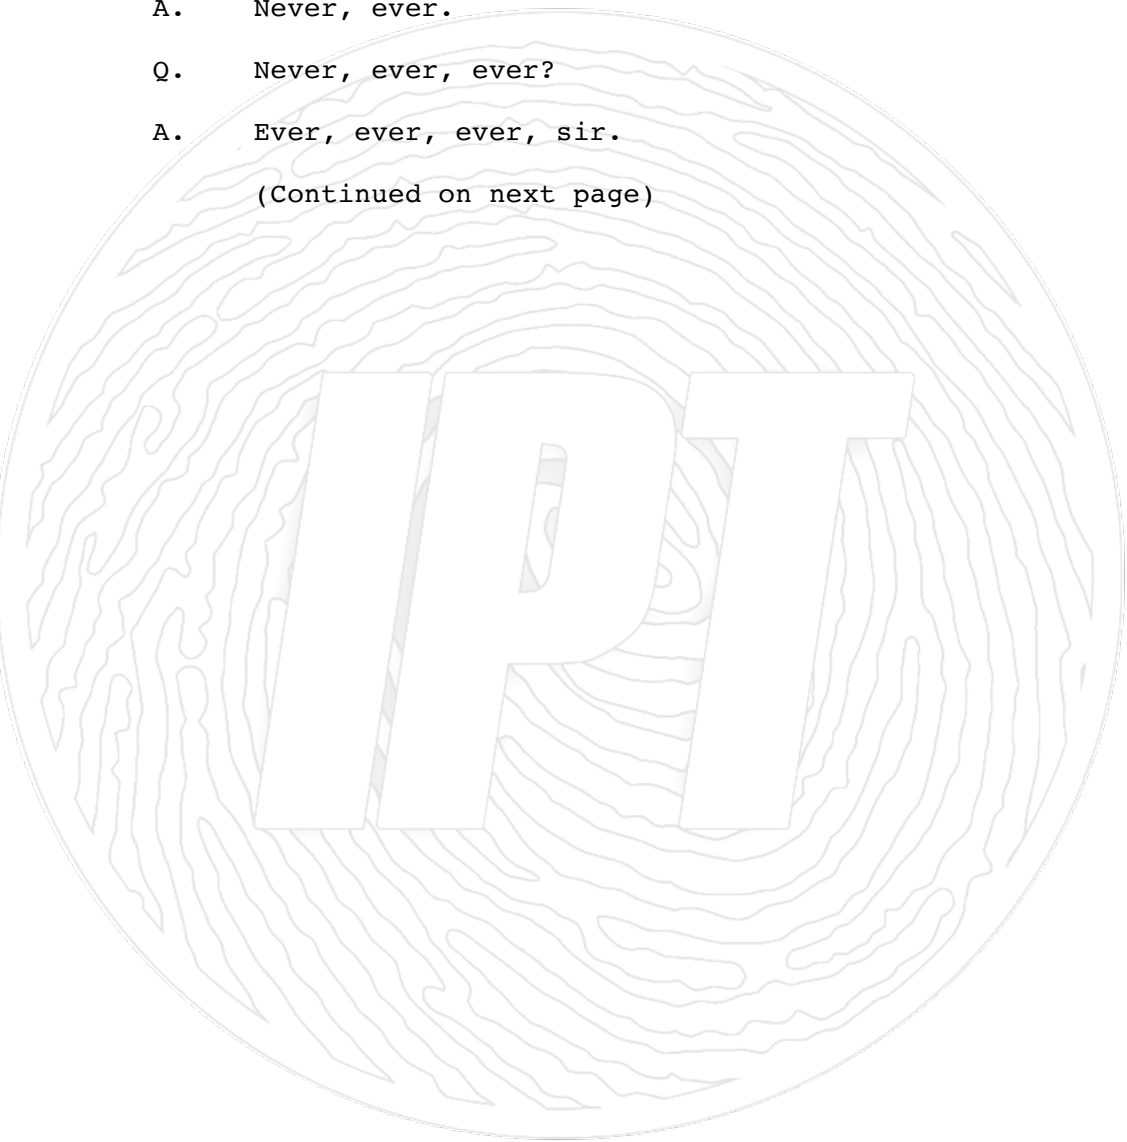 A. Never, ever.
Q. Never, ever, ever?
A. Ever, ever, ever, sir.
(Continued on next page)
IPT